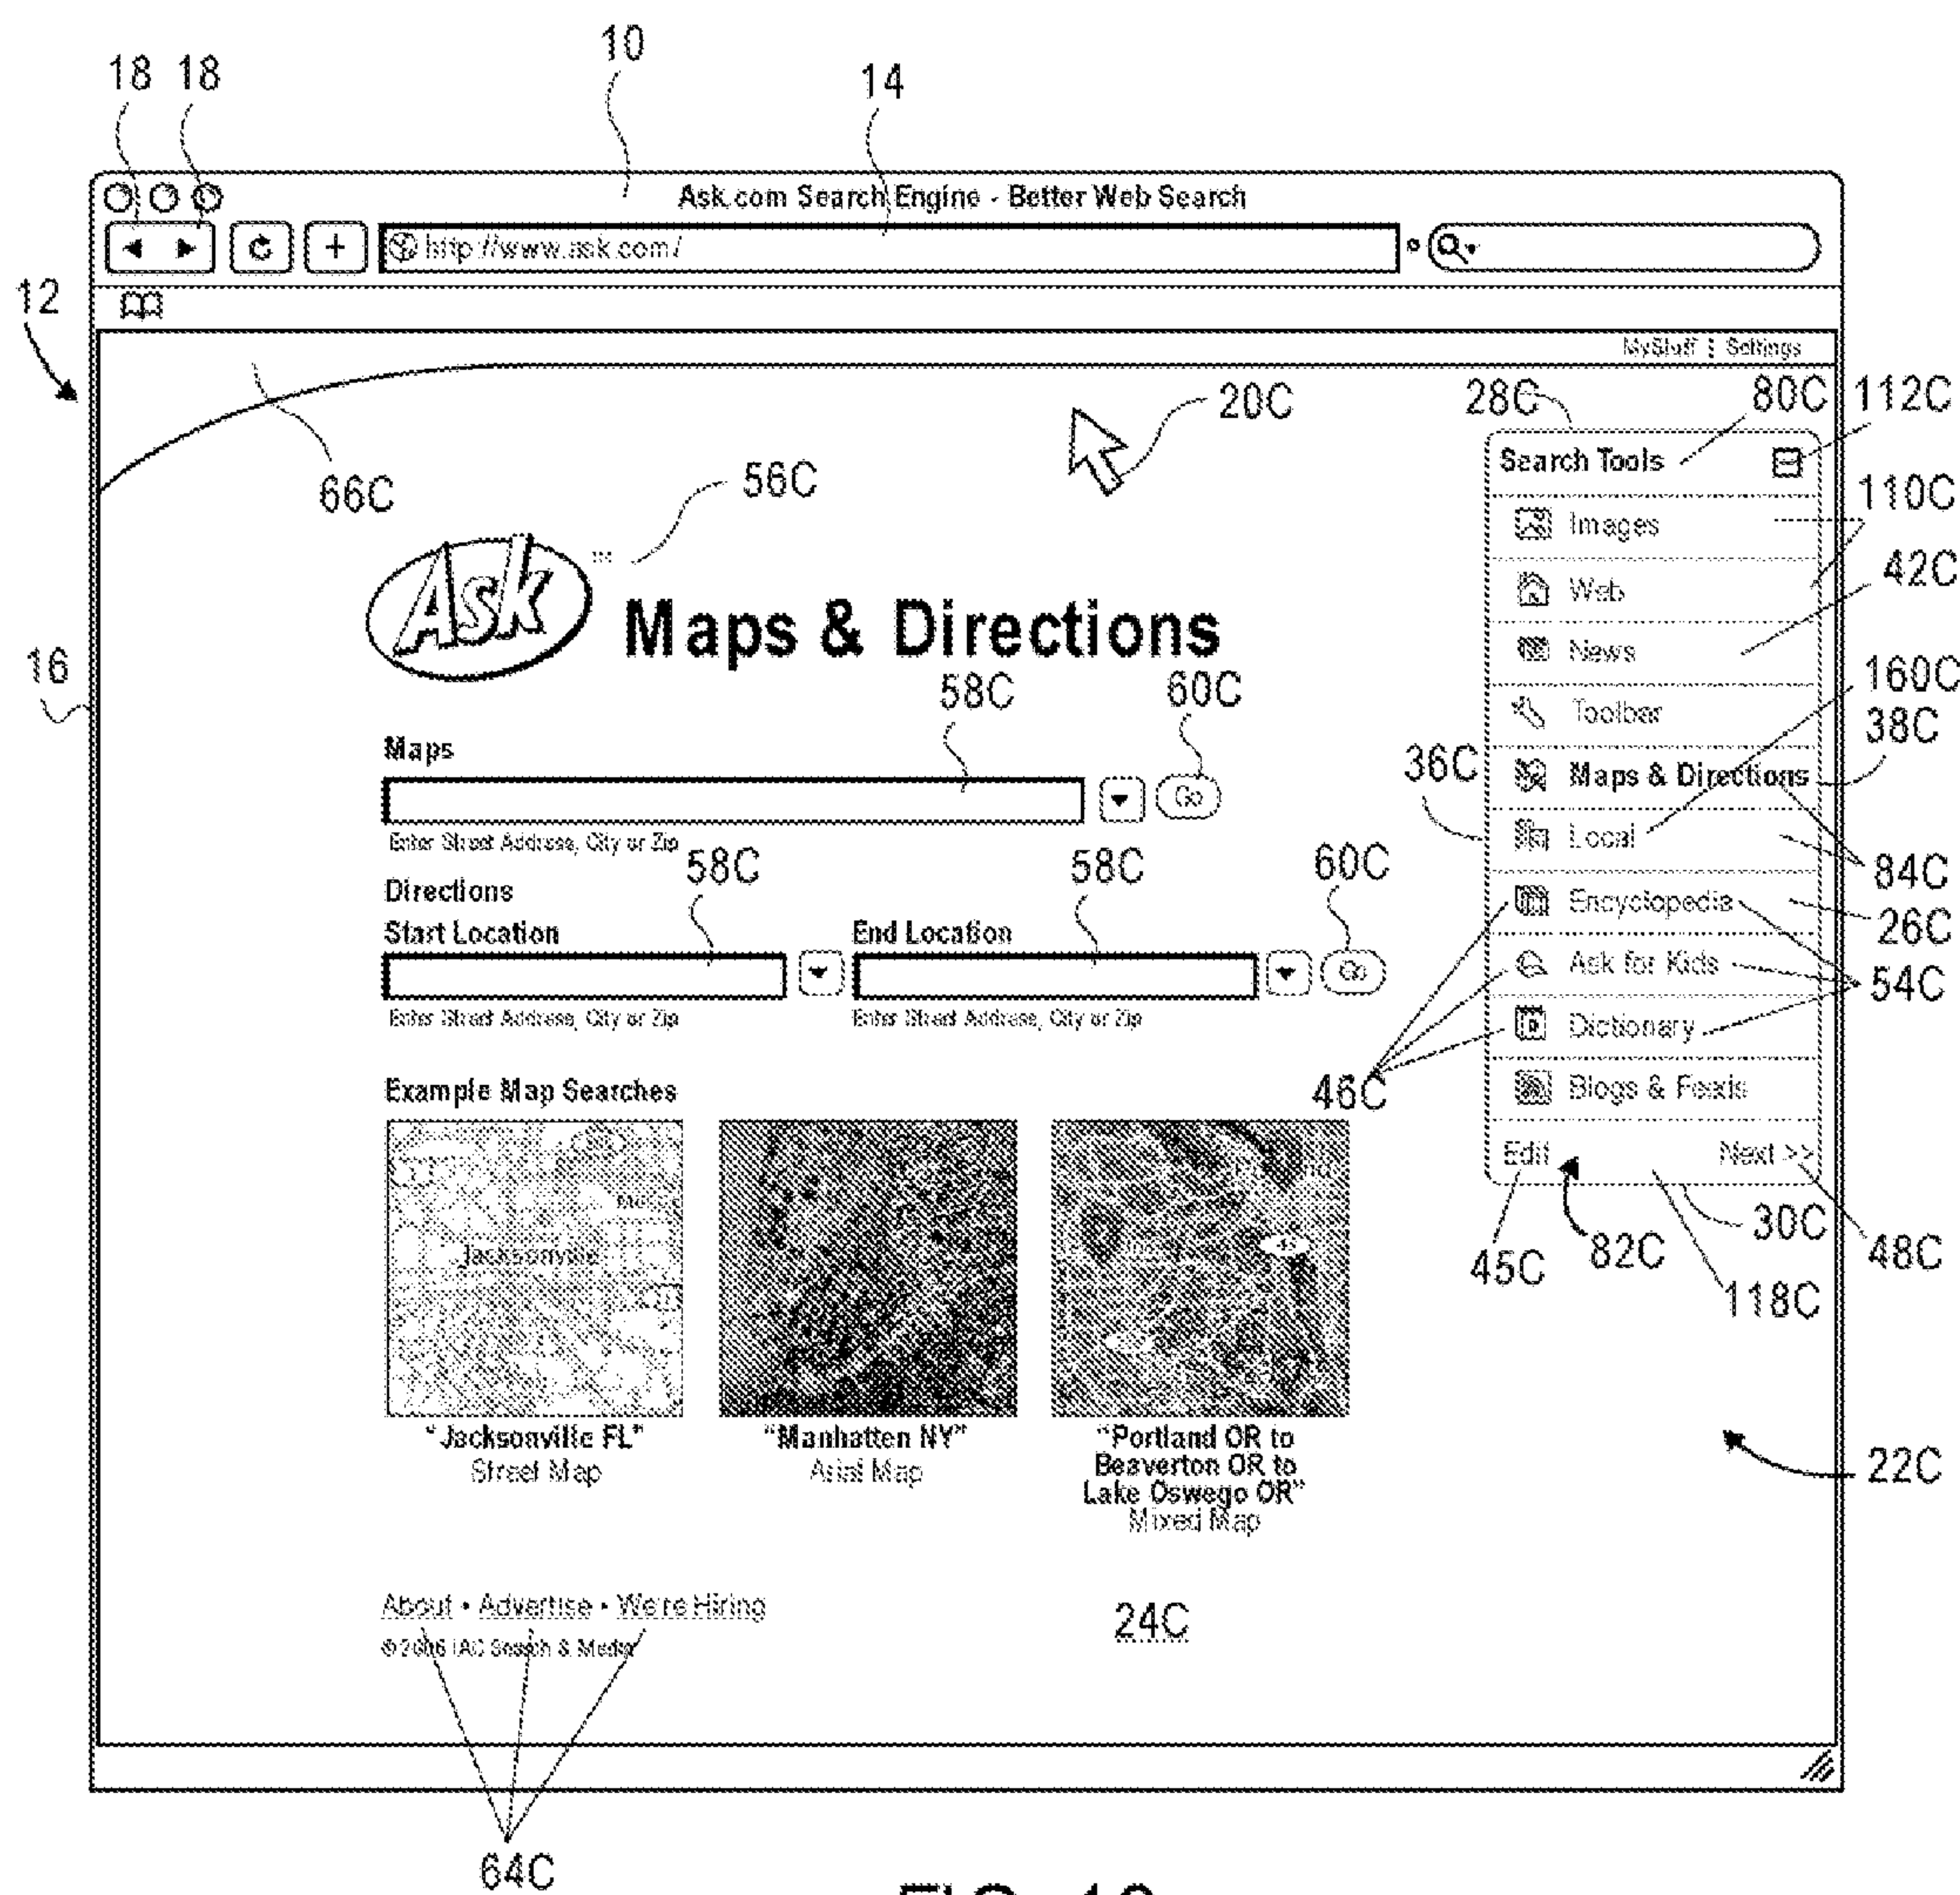 10
18 18
14
Ask.com Search Engine - Better Web Search
http://www.ask.com/
12
MyStuff Settings
20C
28C
80C
112C
66C
56C
Search Tools
110C
Images
Ask
Maps & Directions
Web
42C
16
News
160C
58C
60C
Toolbar
38C
Maps
36C
Maps & Directions
Go
Enter Street Address, City or Zip
Local
84C
58C
58C
60C
Directions
Encyclopedia
26C
Start Location
End Location
Ask for Kids
54C
Go
Enter Street Address, City or Zip
Enter Street Address, City or Zip
Dictionary
46C
Example Map Searches
Blogs & Feeds
Edit
Next >>
30C
Jacksonville
45C
82C
48C
118C
"Jacksonville FL"
Street Map
"Manhatten NY"
Arial Map
"Portland OR to
Beaverton OR to
Lake Oswego OR"
Mixed Map
22C
About • Advertise • We're Hiring
24C
© 2006 IAC Search & Media
64C